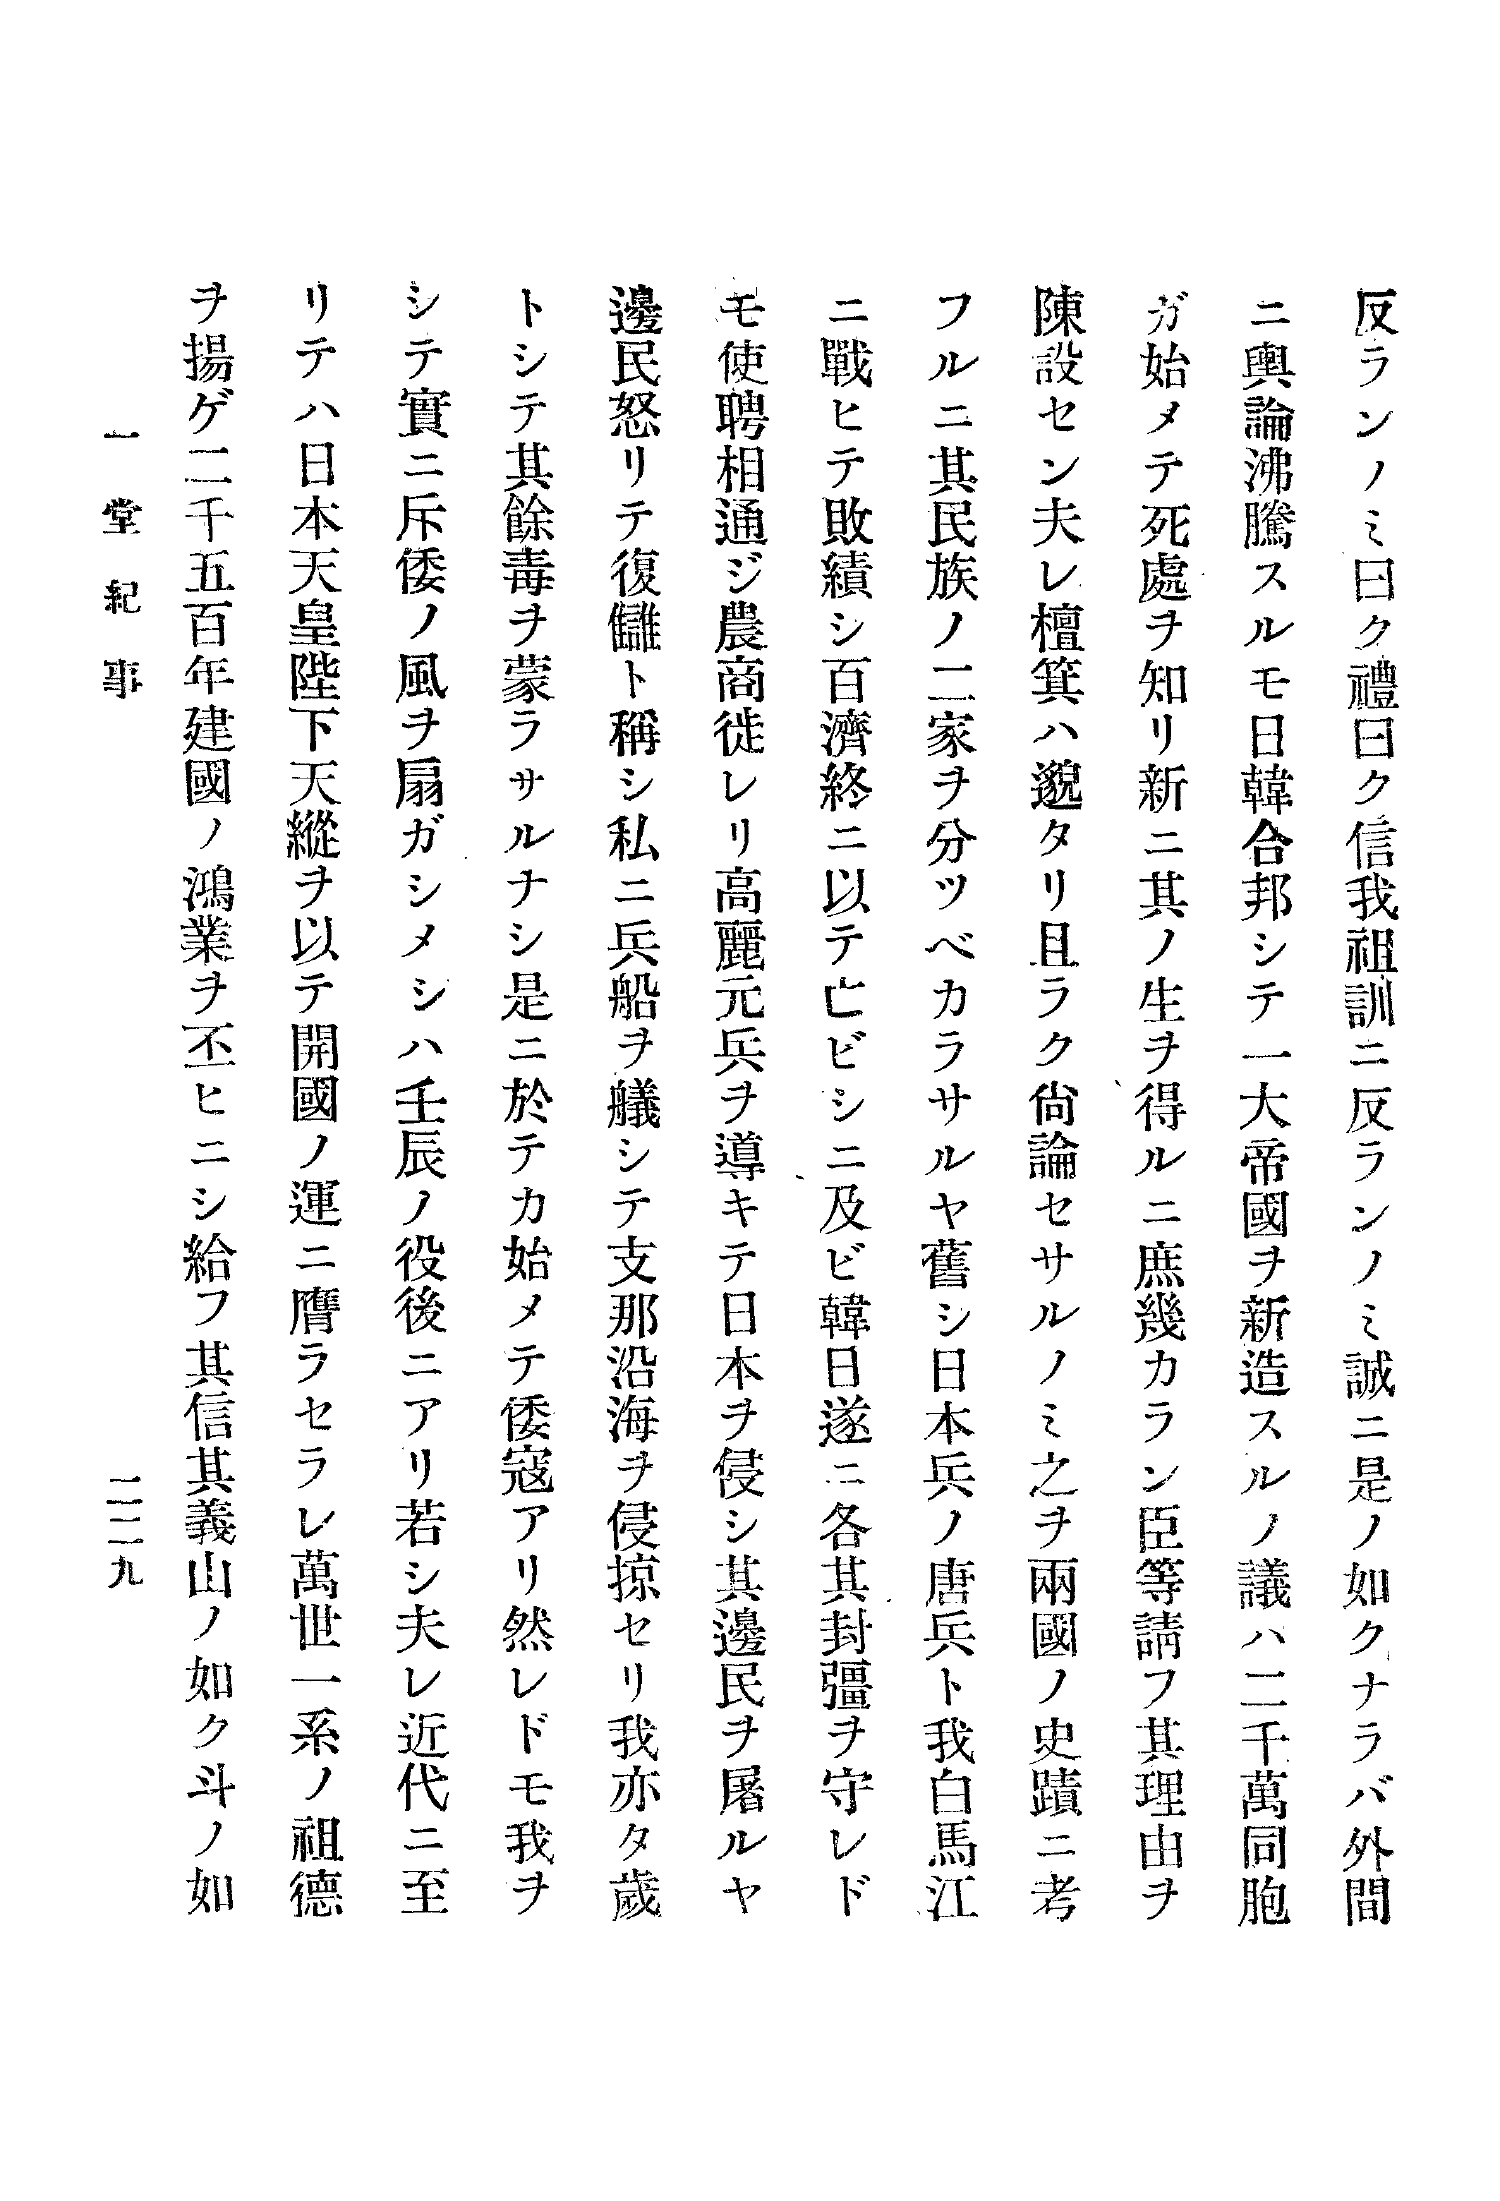 反ランノミ曰ク禮曰ク信我祖訓ニ反ランノミ誠ニ是ノ如クナラバ外間
ニ輿論沸騰スルモ日韓合邦シテ一大帝國ヲ新造スルノ議ハ二千萬同胞
ガ始メテ死處ヲ知リ新ニ其ノ生ヲ得ルニ庶幾カラン臣等請フ其理由ヲ
陳設セン夫レ檀箕ハ邈タリ且ラク尙論セサルノミ之ヲ兩國ノ史蹟ニ考
フルニ其民族ノ二家ヲ分ツベカラサルヤ舊シ日本兵ノ唐兵ト我白馬江
ニ戰ヒテ敗績シ百濟終ニ以テ亡ビシニ及ビ韓日遂ニ各其封彊ヲ守レド
モ使聘相通ジ農商徙レリ高麗元兵ヲ導キテ日本ヲ侵シ其邊民ヲ屠ルヤ
邊民怒リテ復讎ト稱シ私ニ兵船ヲ艤シテ支那沿海ヲ侵掠セリ我亦タ歲
トシテ其餘毒ヲ蒙ラサルナシ是ニ於テカ始メテ倭寇アリ然レドモ我ヲ
シテ實ニ斥倭ノ風ヲ扇ガシメシハ壬辰ノ役後ニアリ若シ夫レ近代ニ至
リテハ日本天皇陛下天縱ヲ以テ開國ノ運ニ膺ラセラレ萬世一系ノ祖德
ヲ揚ゲ二千五百年建國ノ鴻業ヲ丕ヒニシ給フ其信其義山ノ如ク斗ノ如
一堂紀事
二二九